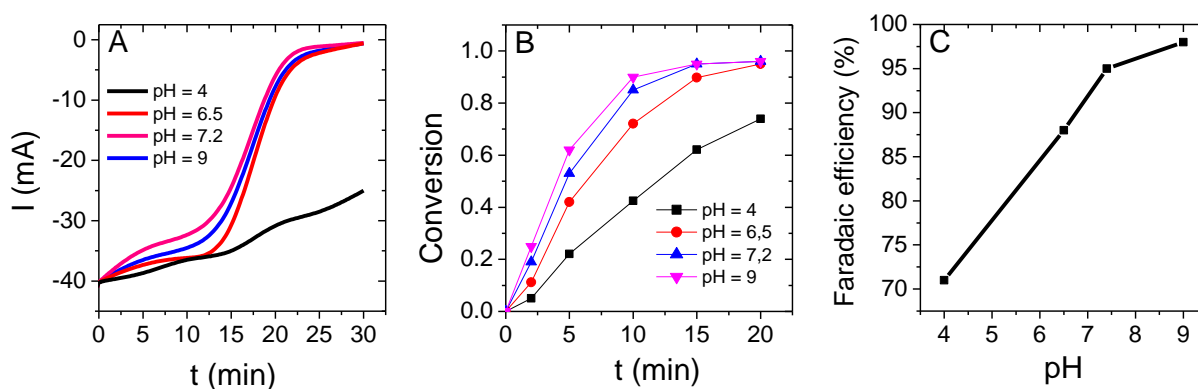 A
I (mA)
0
-10
-20
-30
-40
pH = 4
pH = 6.5
pH = 7.2
pH = 9
0 5 10 15 20 25 30
t (min)
B
Conversion
1.0
0.8
0.6
0.4
0.2
0.0
pH = 4
pH = 6,5
pH = 7,2
pH = 9
0 5 10 15 20
t (min)
C
Faradaic efficiency (%)
100
95
90
85
80
75
70
4 5 6 7 8 9
pH